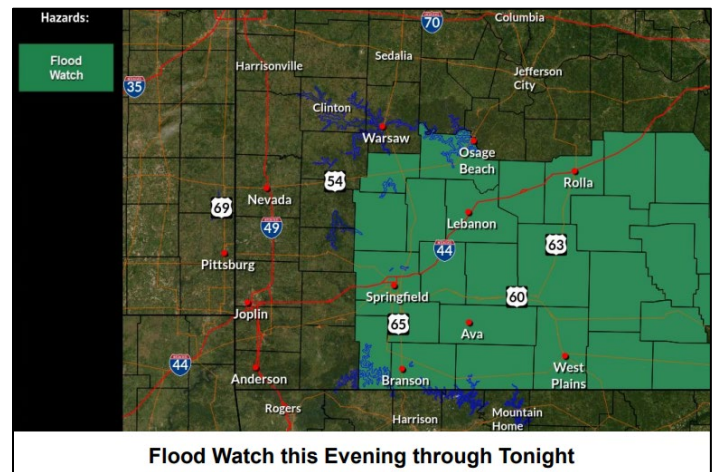 Hazards:
Flood
Watch
70
Columbia
Sedalia
Harrisonville
Jefferson
City
35
Clinton
Warsaw
Osage
Beach
54
Rolla
Nevada
69
Lebanon
49
63
44
Pittsburg
Springfield
60
Joplin
65
Ava
44
Anderson
Branson
West
Plains
Rogers
Harrison
Mountain
Home
Flood Watch this Evening through Tonight